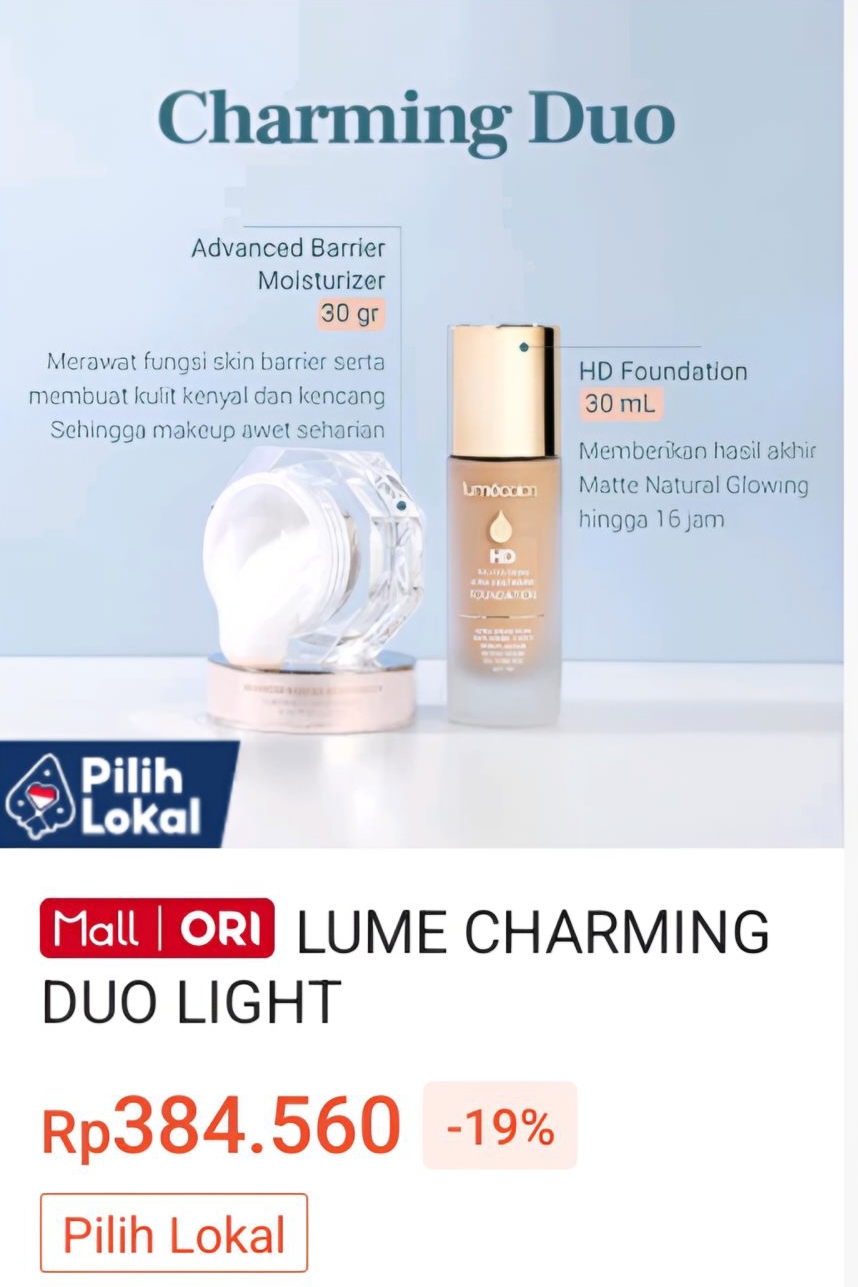 Charming Duo
Advanced Barrier
Moisturizer
30 gr
Merawat fungsi skin barrier serta
membuat kulit kenyal dan kencang
Sehingga makeup awet seharian
HD Foundation
30 mL
Memberikan hasil akhir
Matte Natural Glowing
hingga 16 jam
HD
FOUNDATION
Pilih
Lokal
Mall | ORI LUME CHARMING
DUO LIGHT
Rp384.560 -19%
Pilih Lokal